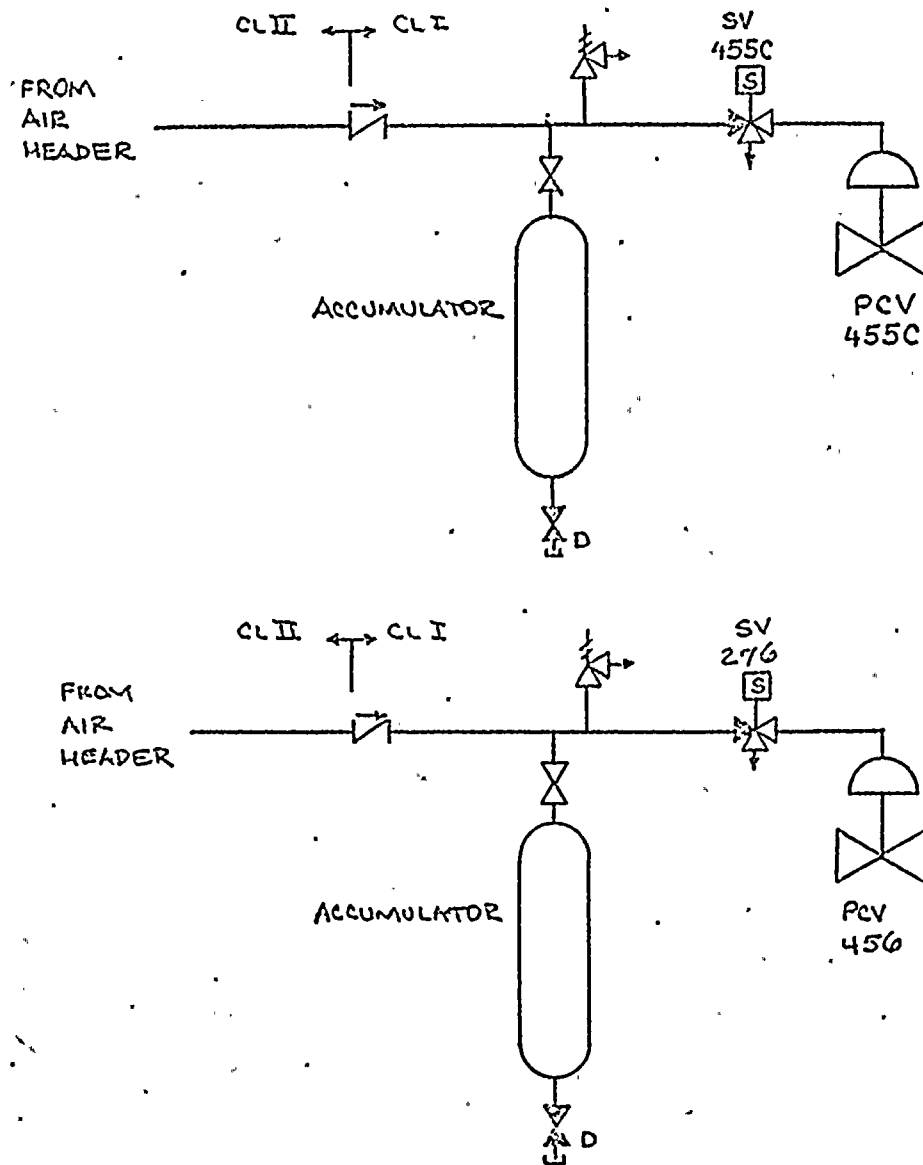 CL II CL I
SV
455C
S
FROM
AIR
HEADER
ACCUMULATOR
PCV
455C
D
CL II CL I
SV
276
S
FROM
AIR
HEADER
ACCUMULATOR
PCV
456
D